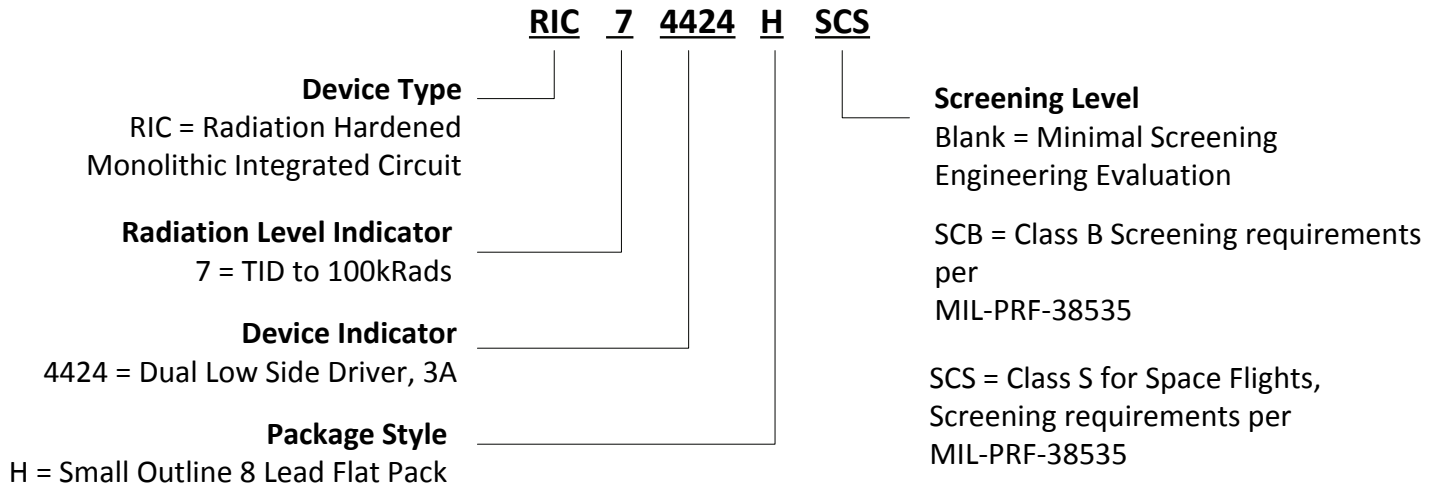 RIC 7 4424 H SCS
Device Type
RIC = Radiation Hardened
Monolithic Integrated Circuit
Radiation Level Indicator
7 = TID to 100kRads
Device Indicator
4424 = Dual Low Side Driver, 3A
Package Style
H = Small Outline 8 Lead Flat Pack
Screening Level
Blank = Minimal Screening
Engineering Evaluation
SCB = Class B Screening requirements
per
MIL-PRF-38535
SCS = Class S for Space Flights,
Screening requirements per
MIL-PRF-38535